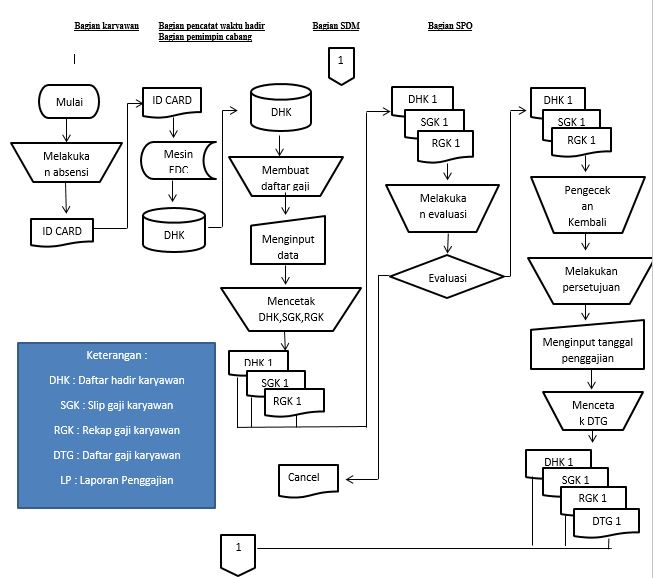 Bagian karyawan
Bagian pencatat waktu hadir
Bagian pemimpin cabang
Bagian SDM
Bagian SPO
1
Mulai
Melakuka
n absensi
ID CARD
ID CARD
Mesin
EDC
DHK
DHK
Membuat
daftar gaji
Menginput
data
Mencetak
DHK,SGK,RGK
DHK 1
SGK 1
RGK 1
DHK 1
SGK 1
RGK 1
Melakuka
n evaluasi
Evaluasi
Cancel
DHK 1
SGK 1
RGK 1
Pengecek
an
Kembali
Melakukan
persetujuan
Menginput tanggal
penggajian
Menceta
k DTG
DHK 1
SGK 1
RGK 1
DTG 1
1
Keterangan :
DHK : Daftar hadir karyawan
SGK : Slip gaji karyawan
RGK : Rekap gaji karyawan
DTG : Daftar gaji karyawan
LP : Laporan Penggajian